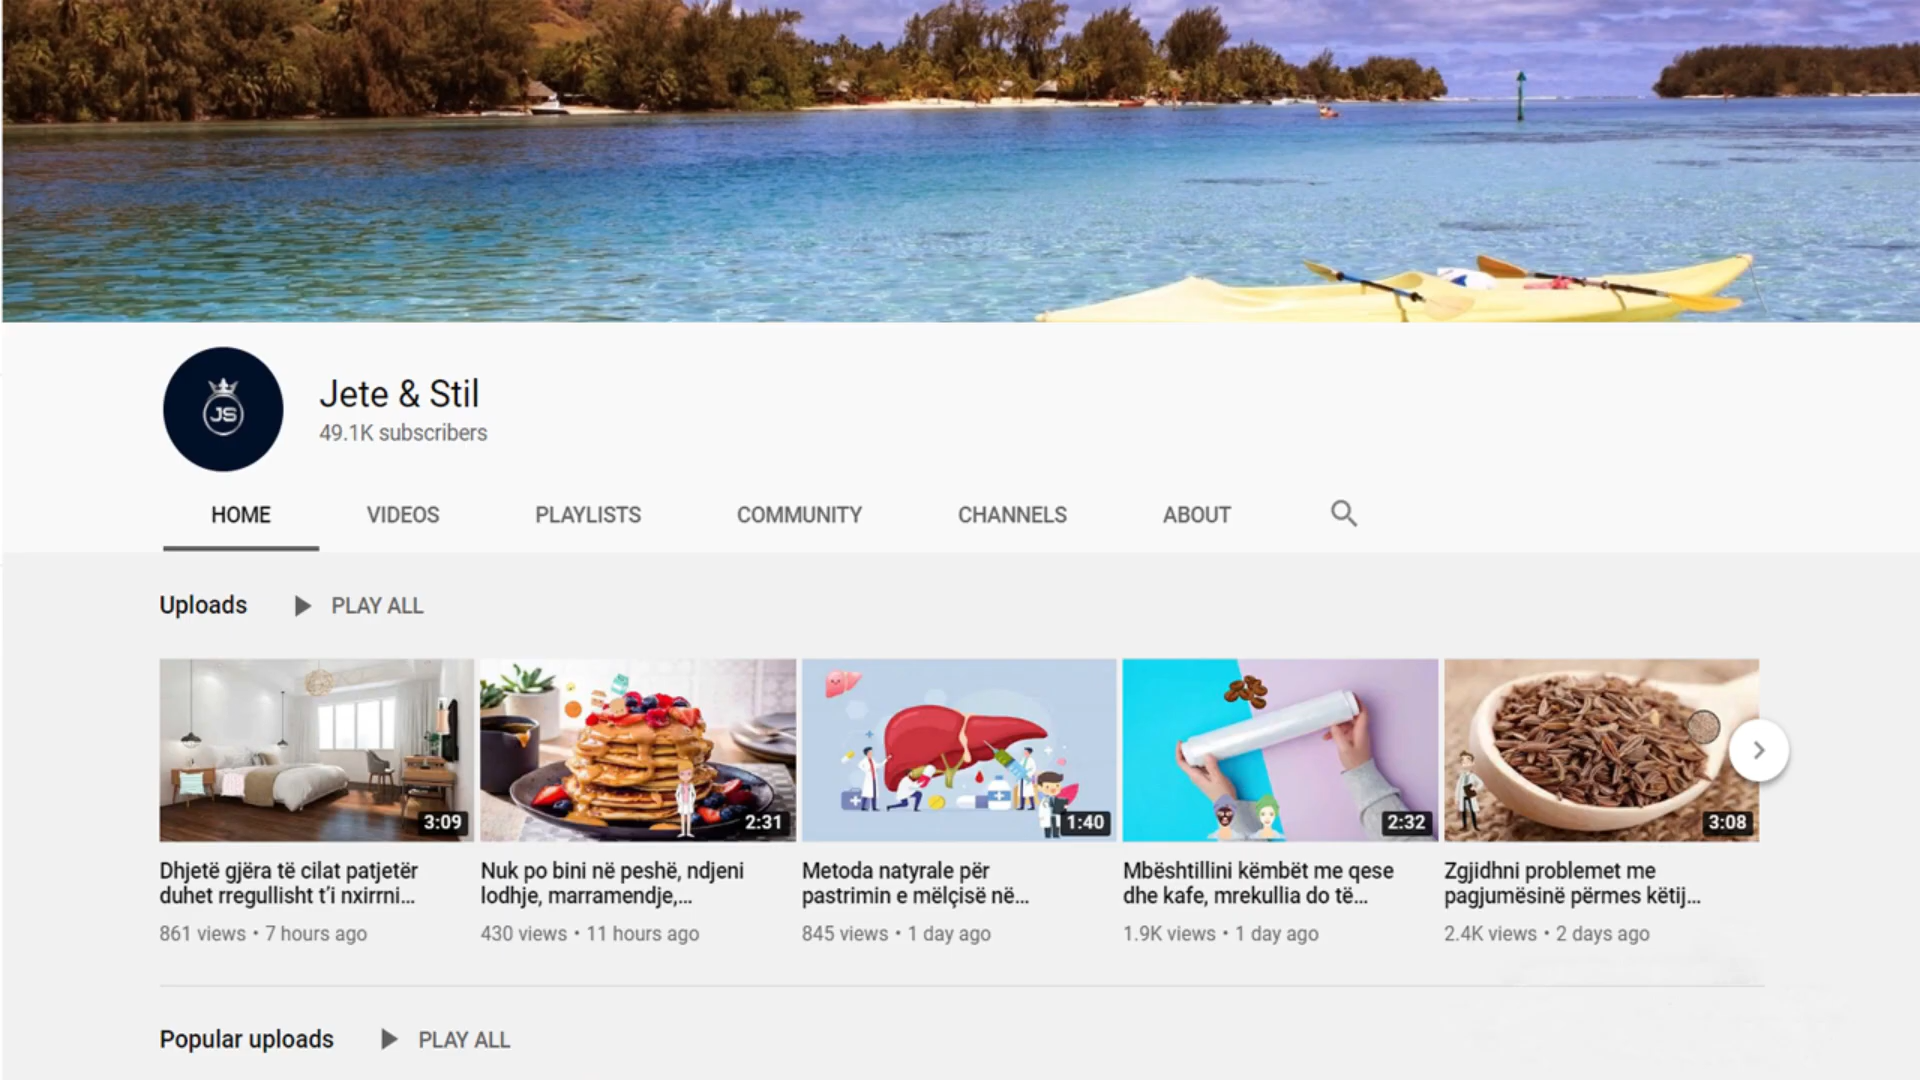 JS
Jete & Stil
49.1K subscribers
HOME VIDEOS PLAYLISTS COMMUNITY CHANNELS ABOUT
Uploads PLAY ALL
3:09 2:31 1:40 2:32 3:08
Dhjetë gjëra të cilat patjetër
duhet rregullisht t’i nxirrni...
861 views • 7 hours ago
Nuk po bini në peshë, ndjeni
lodhje, marramendje,...
430 views • 11 hours ago
Metoda natyrale për
pastrimin e mëlçisë në...
845 views • 1 day ago
Mbështillini këmbët me qese
dhe kafe, mrekullia do të...
1.9K views • 1 day ago
Zgjidhni problemet me
pagjumësinë përmes këtij...
2.4K views • 2 days ago
Popular uploads PLAY ALL